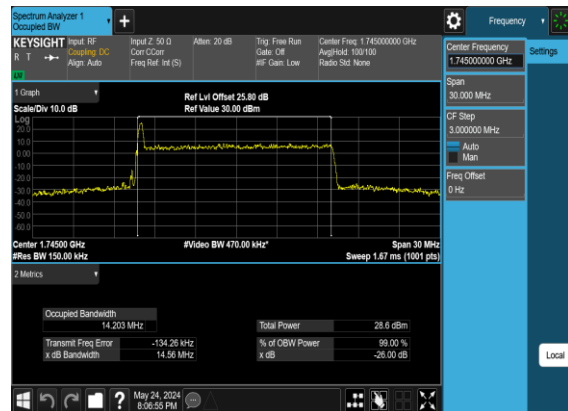 Spectrum Analyzer 1
Occupied BW
+
Frequency
KEYSIGHT
R T
LW
Input: RF
Coupling: DC
Align: Auto
Input Z: 50 Ω
Corr CCorr
Freq Ref: Int (S)
Atten: 20 dB
Trig: Free Run
Gate: Off
#IF Gain: Low
Center Freq: 1.745000000 GHz
Avg|Hold: 100/100
Radio Std: None
Center Frequency
1.745000000 GHz
Settings
Span
30.000 MHz
CF Step
3.000000 MHz
Auto
Man
Freq Offset
0 Hz
1 Graph
Scale/Div 10.0 dB
Ref Lvl Offset 25.80 dB
Ref Value 30.00 dBm
Log
20.0
10.0
0.00
-10.0
-20.0
-30.0
-40.0
-50.0
-60.0
Center 1.74500 GHz
#Video BW 470.00 kHz*
Span 30 MHz
#Res BW 150.00 kHz
Sweep 1.67 ms (1001 pts)
2 Metrics
Occupied Bandwidth
14.203 MHz
Total Power 28.6 dBm
Transmit Freq Error -134.26 kHz
% of OBW Power 99.00 %
x dB Bandwidth 14.56 MHz
x dB -26.00 dB
Local
?
May 24, 2024
8:06:55 PM